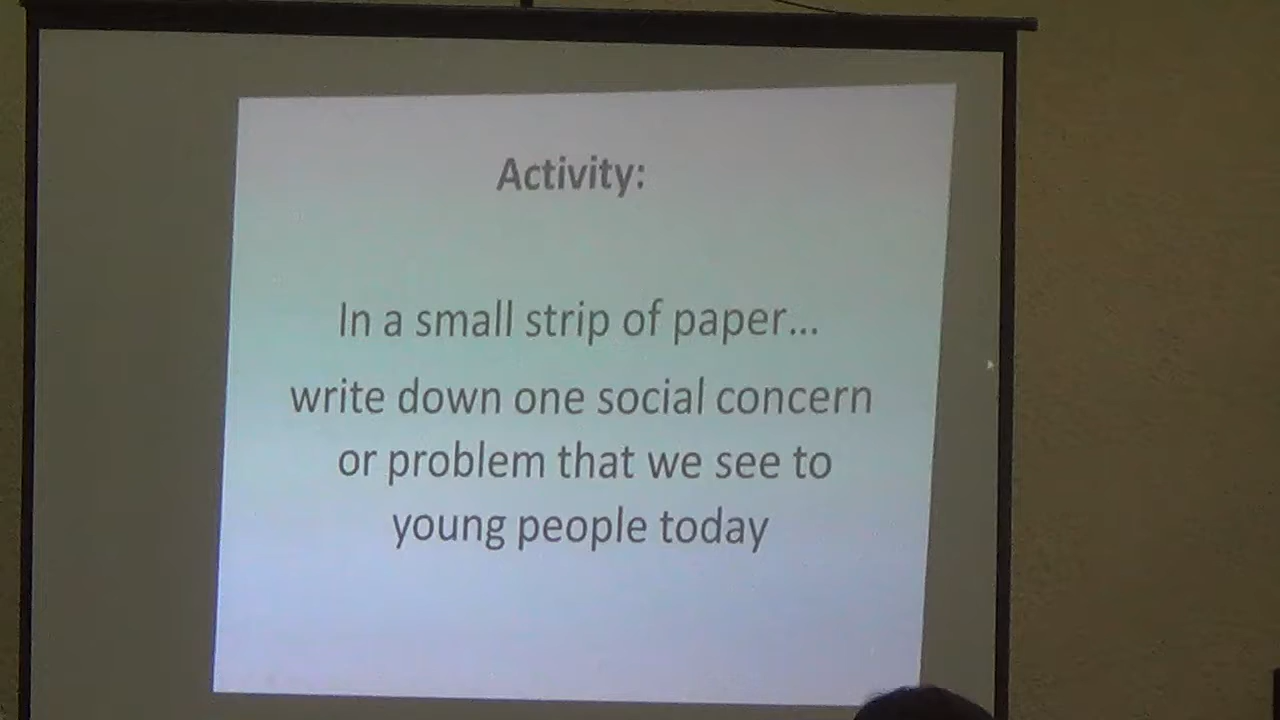 Activity:
In a small strip of paper...
write down one social concern
or problem that we see to
young people today